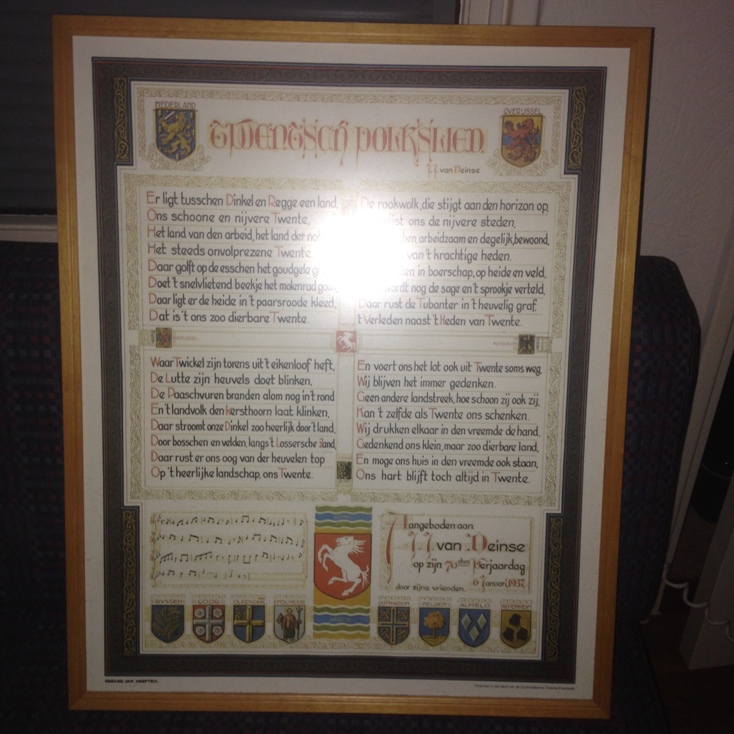 NEDERLAND
OVERIJSSEL
TWENTSCH VOLKSLIED.
J.J. van Deinse
Er ligt tusschen Dinkel en Regge een land,
Ons schoone en nijvere Twente,
Het land van den arbeid, het land der
Het steeds onvolprezene Twente.
Daar golft op de esschen het goudgele
Doet 't snelvlietend beekje het molenrad
Daar ligt er de heide in 't paarsroode kleed,
Dat is 't ons zoo dierbare Twente.
De rookwolk, die stijgt aan den horizon op,
ons de nijvere steden,
arbeidzaam en degelijk, bewoond,
van 't krachtige heden.
in boerschap, op heide en veld,
nog de sage en 't sprookje verteld,
Daar rust de Tubanter in 't heuvelig graf,
't Verleden naast 't Heden van Twente.
Waar Twickel zijn torens uit 't eikenloof heft,
De Lutte zijn heuvels doet blinken,
De Paaschvuren branden alom nog in 't rond
En 't landvolk den kersthoorn laat klinken,
Daar stroomt onze Dinkel zoo heerlijk door 't land,
Door bosschen en velden, langs 't Lossersche zand,
Daar rust er ons oog van der heuvelen top
Op 't heerlijke landschap, ons Twente.
En voert ons het lot ook uit Twente soms weg,
Wij blijven het immer gedenken.
Geen andere landstreek, hoe schoon zij ook zij,
Kan 't zelfde als Twente ons schenken.
Wij drukken elkaar in den vreemde de hand,
Gedenkend ons klein, maar zoo dierbare land,
En moge ons huis in den vreemde ook staan,
Ons hart blijft toch altijd in Twente.
Aangeboden aan
J.J. van Deinse
op zijn 70sten Verjaardag
6 Januari 1937.
door zijne vrienden.
RYSSEN
GOOR
OLDENZAAL
ALMELO